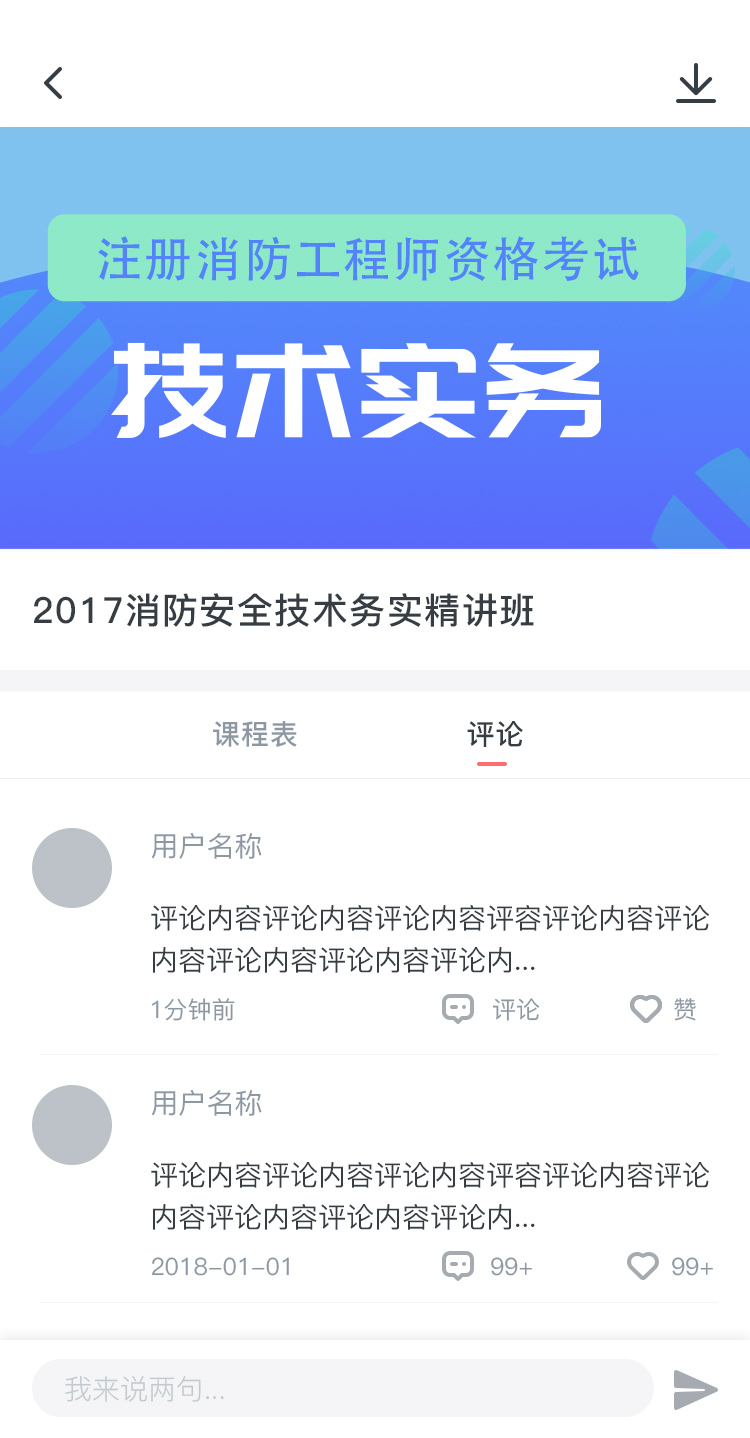 注册消防工程师资格考试
技术实务
2017消防安全技术务实精讲班
课程表 评论
用户名称
评论内容评论内容评论内容评容评论内容评论
内容评论内容评论内容评论内...
1分钟前 评论 赞
用户名称
评论内容评论内容评论内容评容评论内容评论
内容评论内容评论内容评论内...
2018-01-01 99+ 99+
我来说两句...